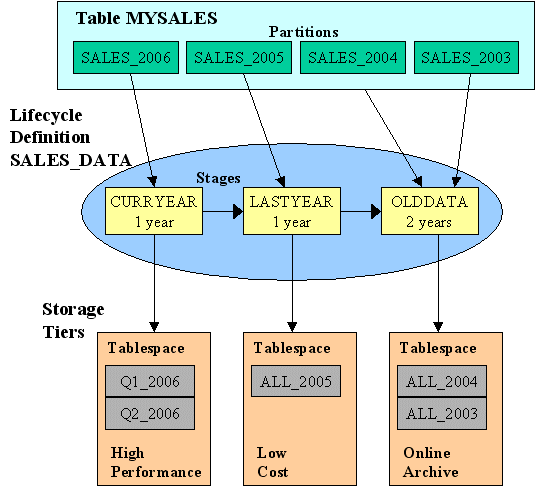 Table MYSALES
Partitions
SALES_2006 SALES_2005 SALES_2004 SALES_2003
Lifecycle
Definition
SALES_DATA
Stages
CURRYEAR LASTYEAR OLDDATA
1 year 1 year 2 years
Storage
Tiers
Tablespace Tablespace Tablespace
Q1_2006 ALL_2005 ALL_2004
Q2_2006 ALL_2003
High Low Online
Performance Cost Archive